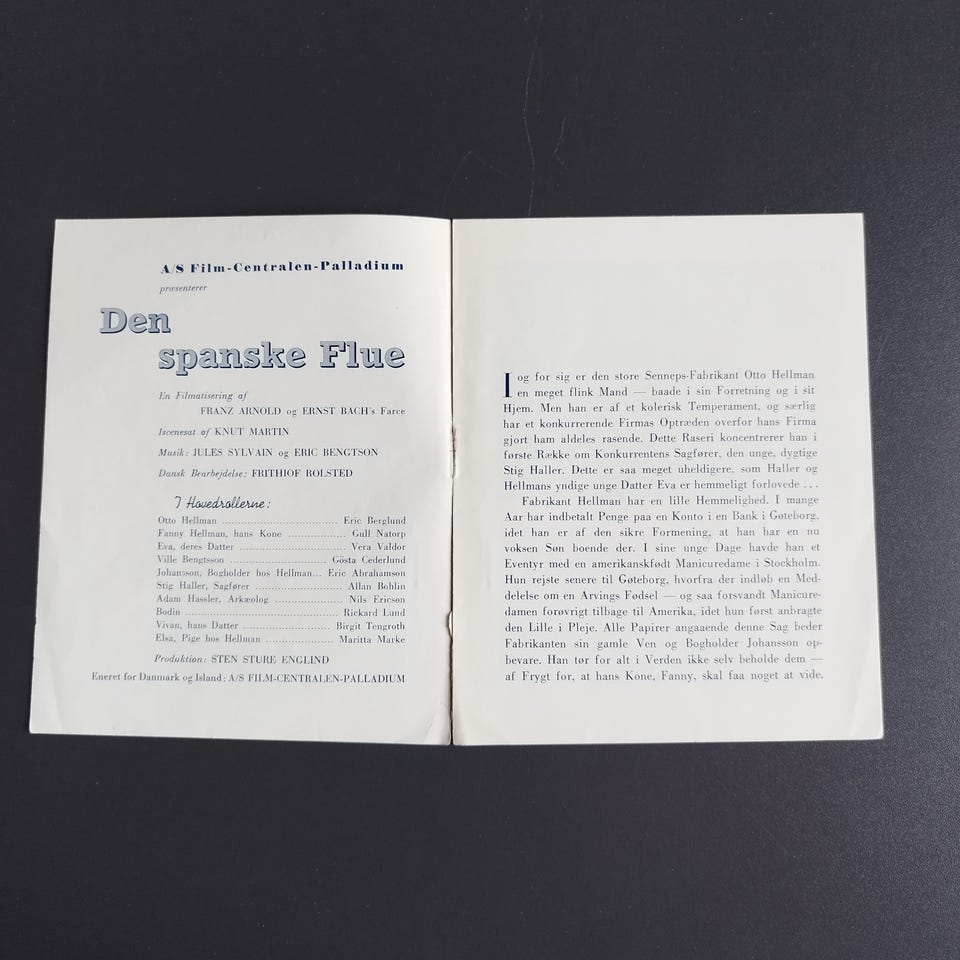 A/S Film-Centralen-Palladium
præsenterer
Den
spanske Flue
En Filmatisering af
FRANZ ARNOLD og ERNST BACH's Farce
Iscenesat af KNUT MARTIN
Musik: JULES SYLVAIN og ERIC BENGTSON
Dansk Bearbejdelse: FRITHIOF ROLSTED
I Hovedrollerne:
Otto Hellman ................................. Eric Berglund
Fanny Hellman, hans Kone ................ Gull Natorp
Eva, deres Datter ................................ Vera Valdor
Ville Bengtsson ............................. Gösta Cederlund
Johansson, Bogholder hos Hellman... Eric Abrahamson
Stig Haller, Sagfører ............................ Allan Bohlin
Adam Hassler, Arkæolog .................... Nils Ericson
Bodin ............................................. Rickard Lund
Vivan, hans Datter ......................... Birgit Tengroth
Elsa, Pige hos Hellman .................... Maritta Marke
Produktion: STEN STURE ENGLIND
Eneret for Danmark og Island: A/S FILM-CENTRALEN-PALLADIUM
I og for sig er den store Senneps-Fabrikant Otto Hellman
en meget flink Mand — baade i sin Forretning og i sit
Hjem. Men han er af et kolerisk Temperament, og særlig
har et konkurrerende Firmas Optræden overfor hans Firma
gjort ham aldeles rasende. Dette Raseri koncentrerer han i
første Række om Konkurrentens Sagfører, den unge, dygtige
Stig Haller. Dette er saa meget uheldigere, som Haller og
Hellmans yndige unge Datter Eva er hemmeligt forlovede ...
Fabrikant Hellman har en lille Hemmelighed. I mange
Aar har indbetalt Penge paa en Konto i en Bank i Gøteborg,
idet han er af den sikre Formening, at han har en nu
voksen Søn boende der. I sine unge Dage havde han et
Eventyr med en amerikanskfødt Manicuredame i Stockholm.
Hun rejste senere til Gøteborg, hvorfra der indløb en Med-
delelse om en Arvings Fødsel — og saa forsvandt Manicure-
damen forøvrigt tilbage til Amerika, idet hun først anbragte
den Lille i Pleje. Alle Papirer angaaende denne Sag beder
Fabrikanten sin gamle Ven og Bogholder Johansson op-
bevare. Han tør for alt i Verden ikke selv beholde dem —
af Frygt for, at hans Kone, Fanny, skal faa noget at vide.